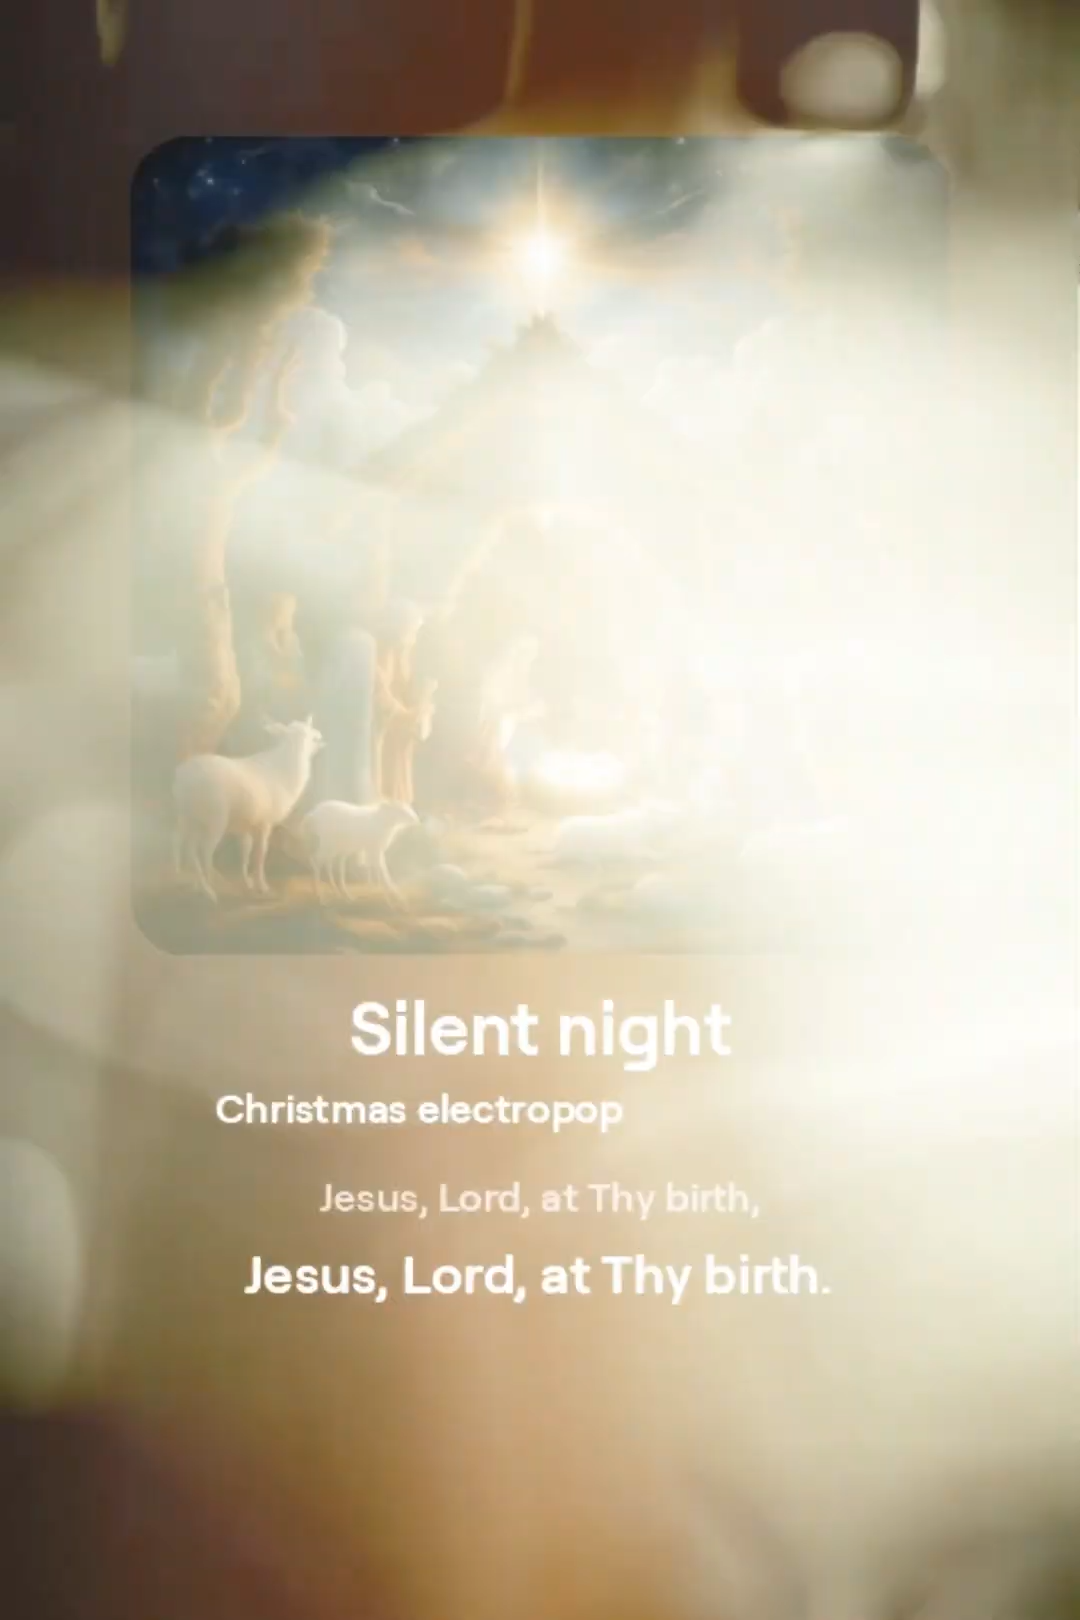 Silent night
Christmas electropop
Jesus, Lord, at Thy birth,
Jesus, Lord, at Thy birth.